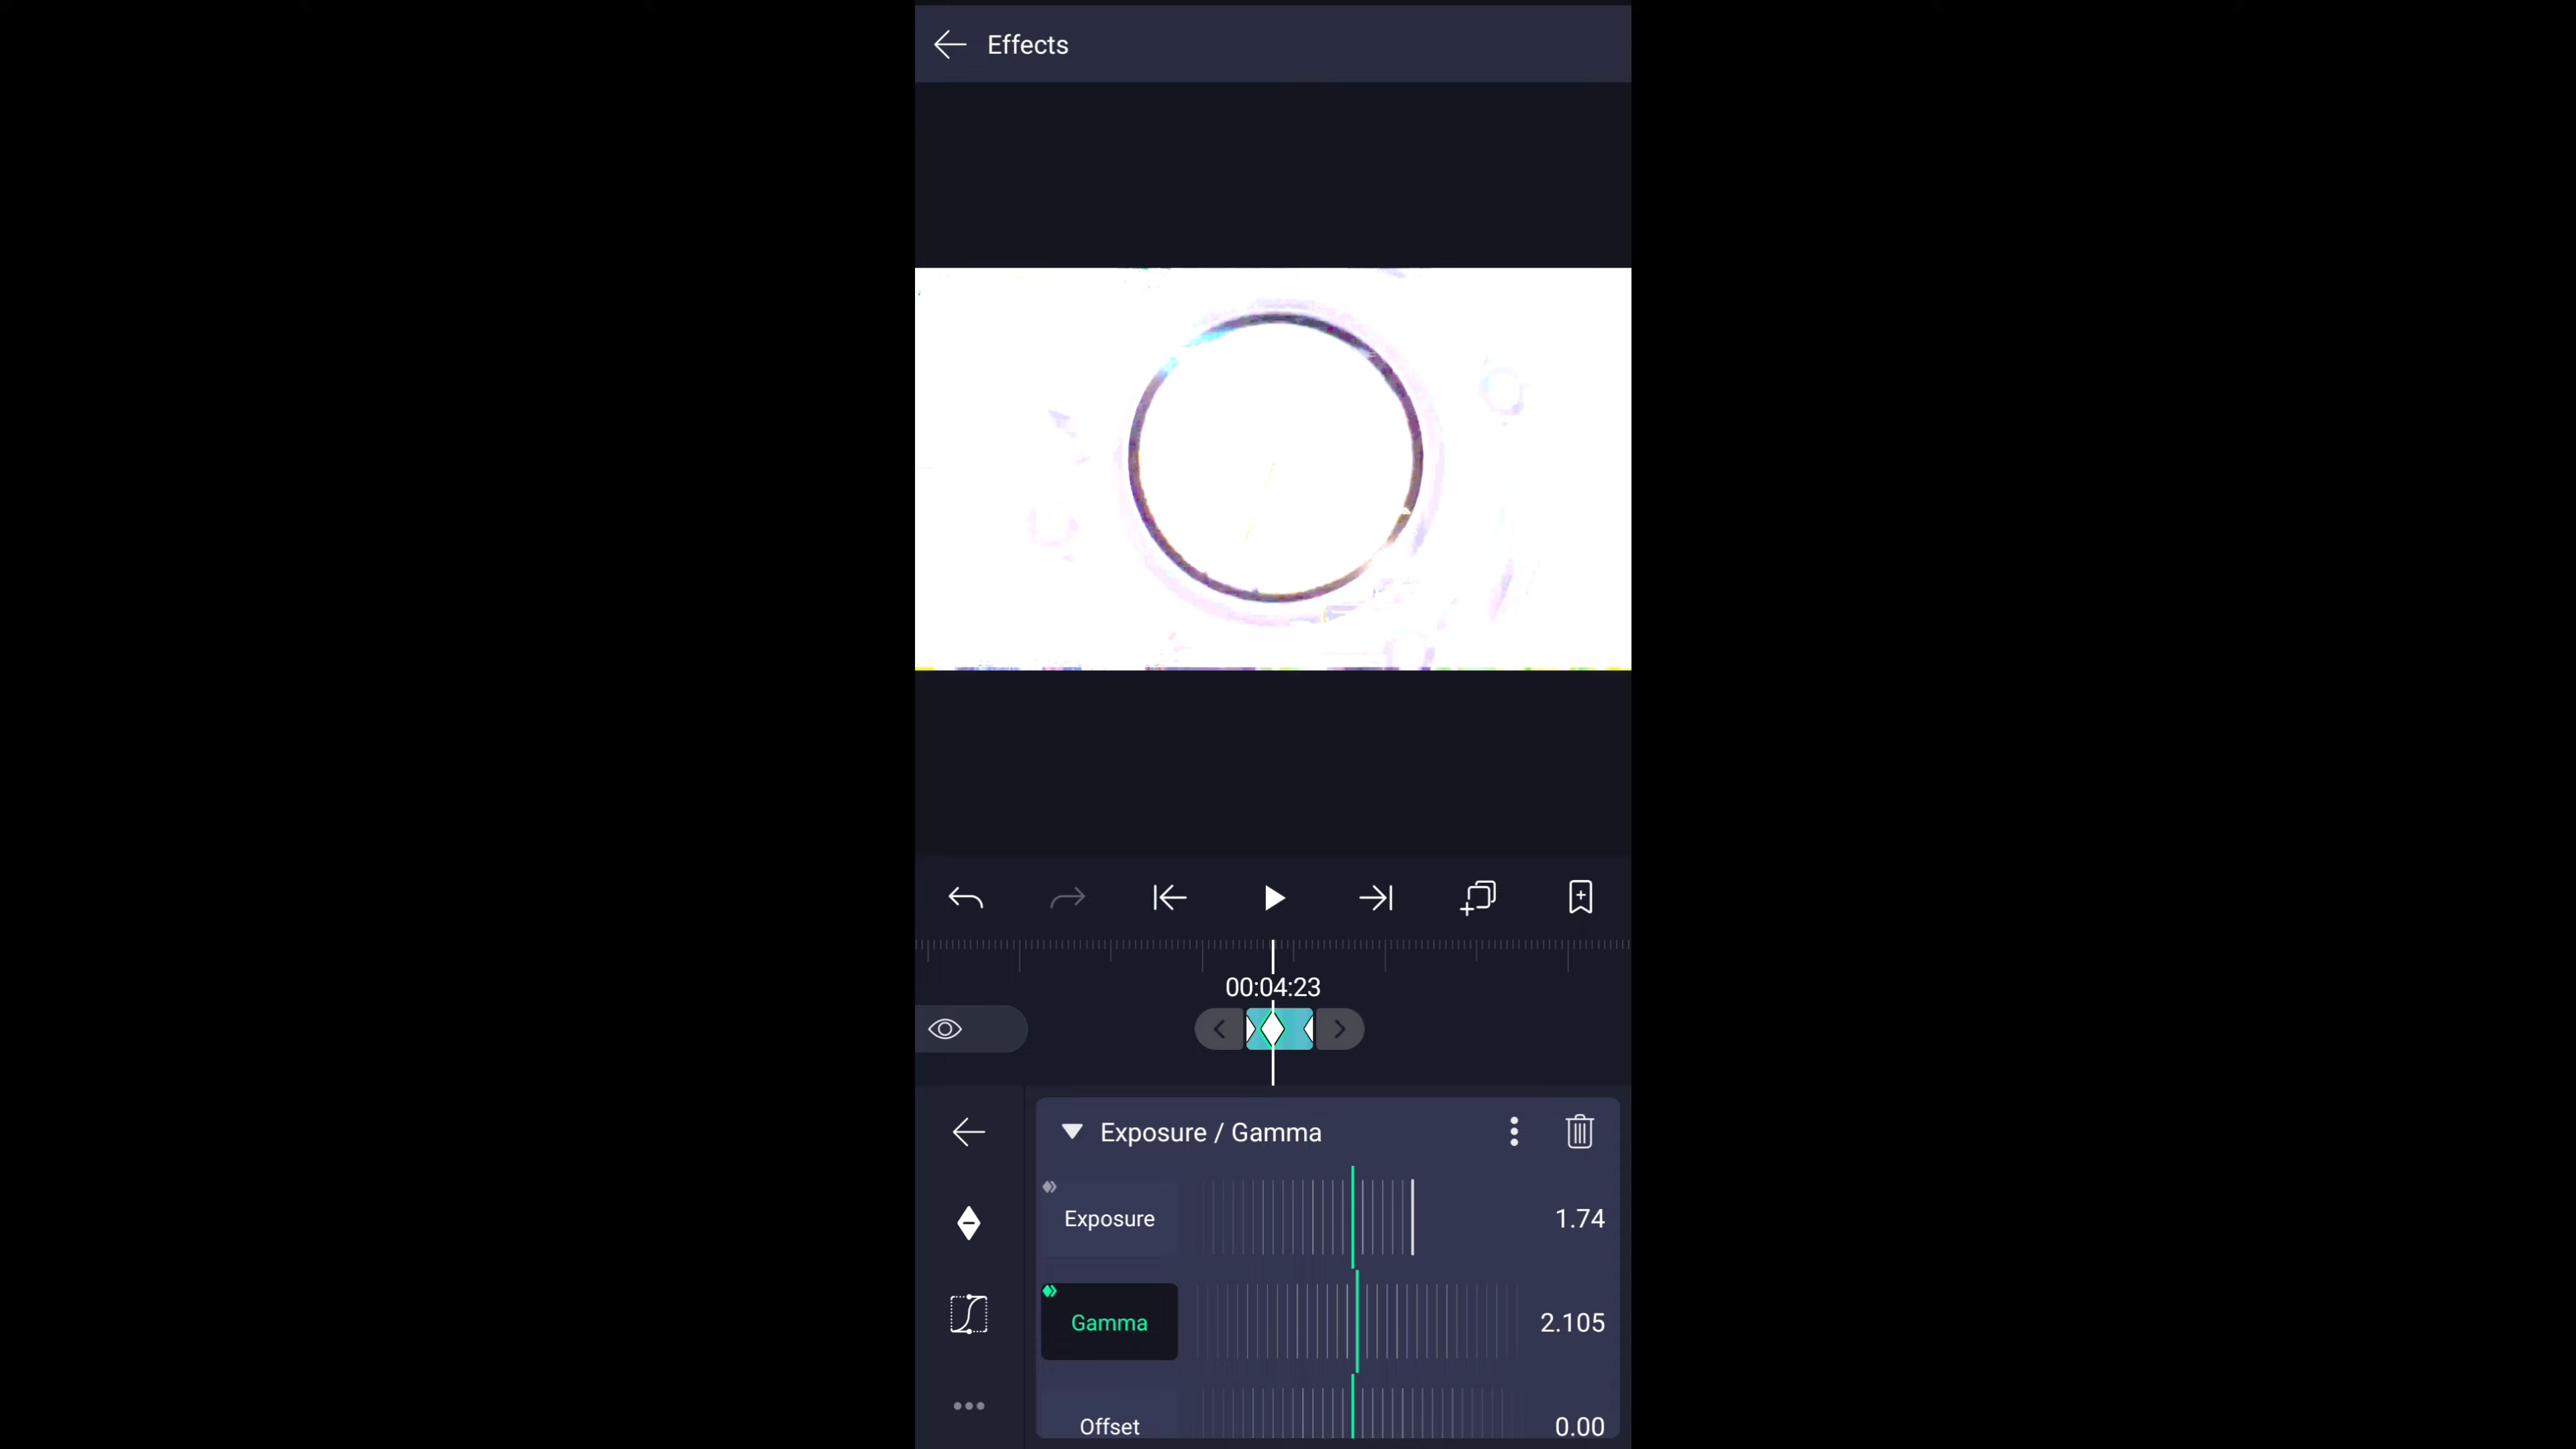 Effects
00:04:23
Exposure / Gamma
Exposure
1.74
Gamma
2.105
Offset
0.00